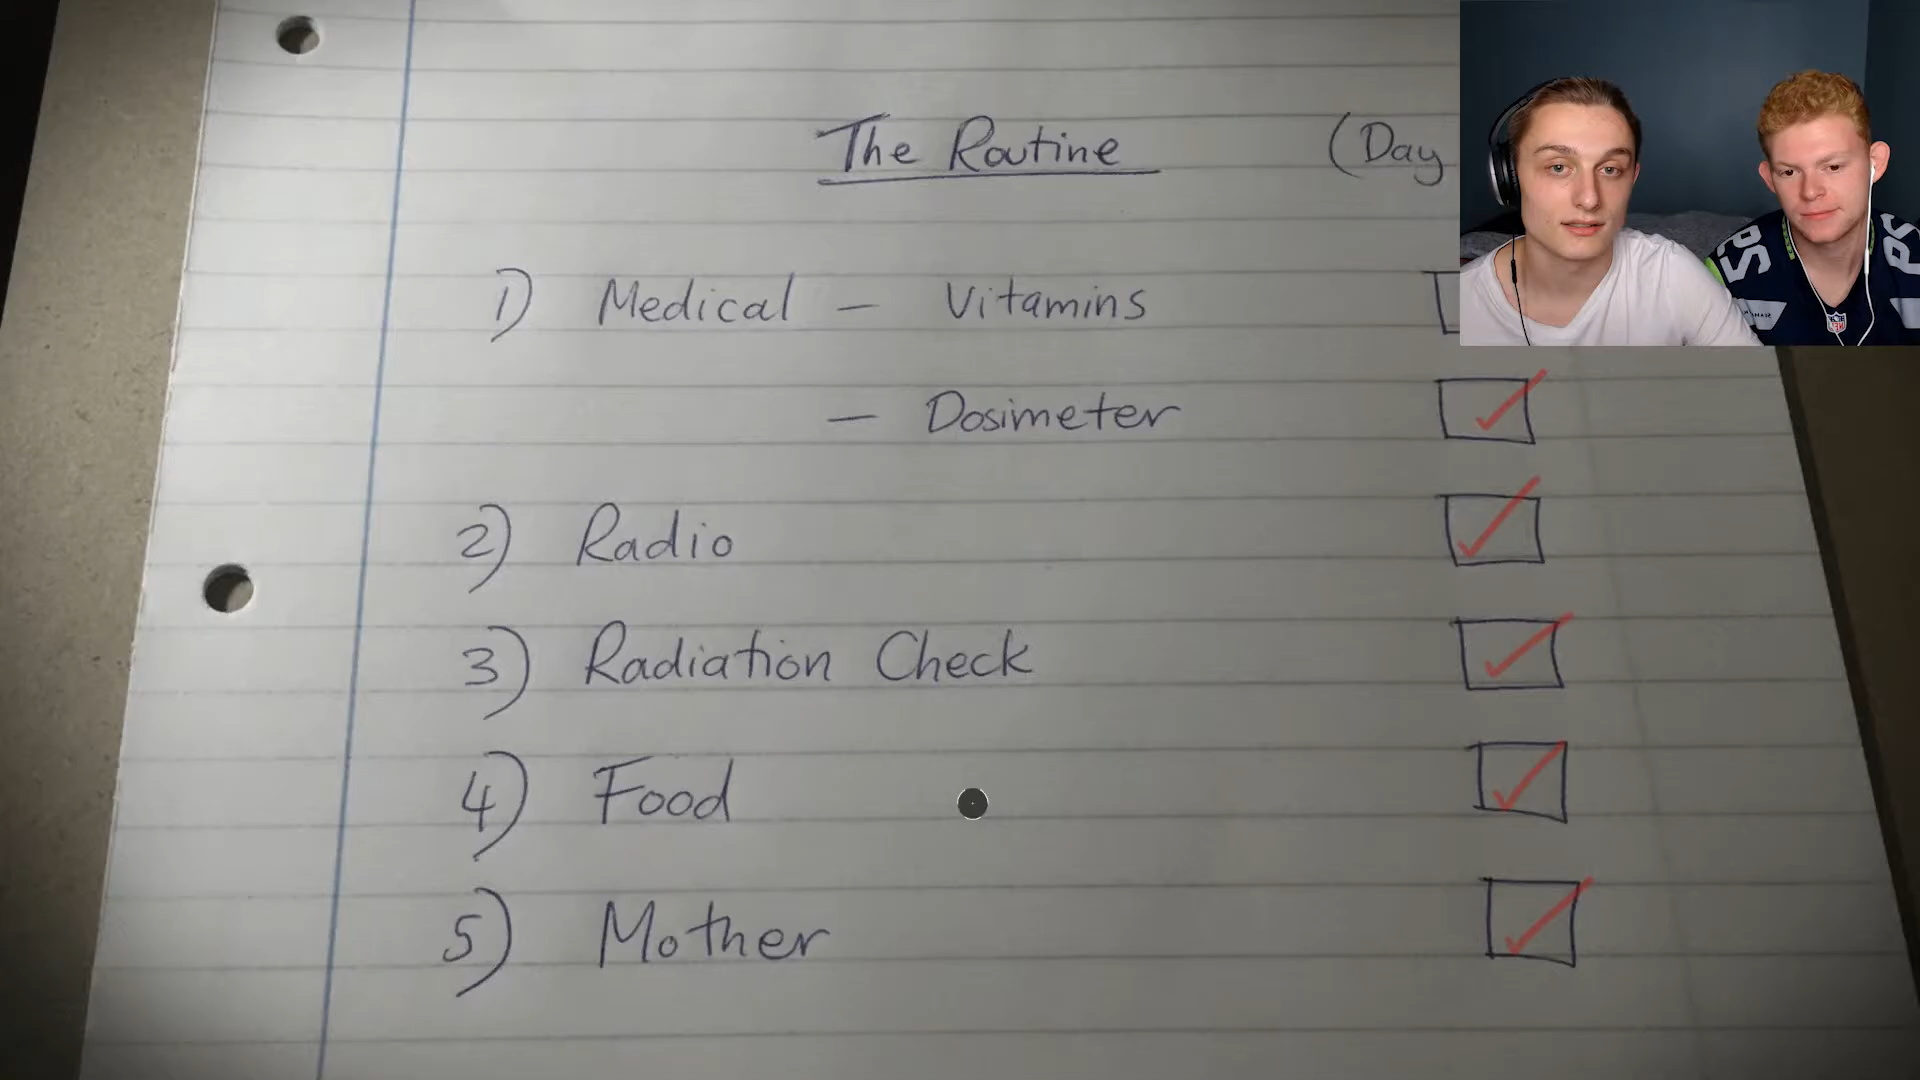 The Routine (Day
1) Medical – Vitamins
– Dosimeter
2) Radio
3) Radiation Check
4) Food
5) Mother